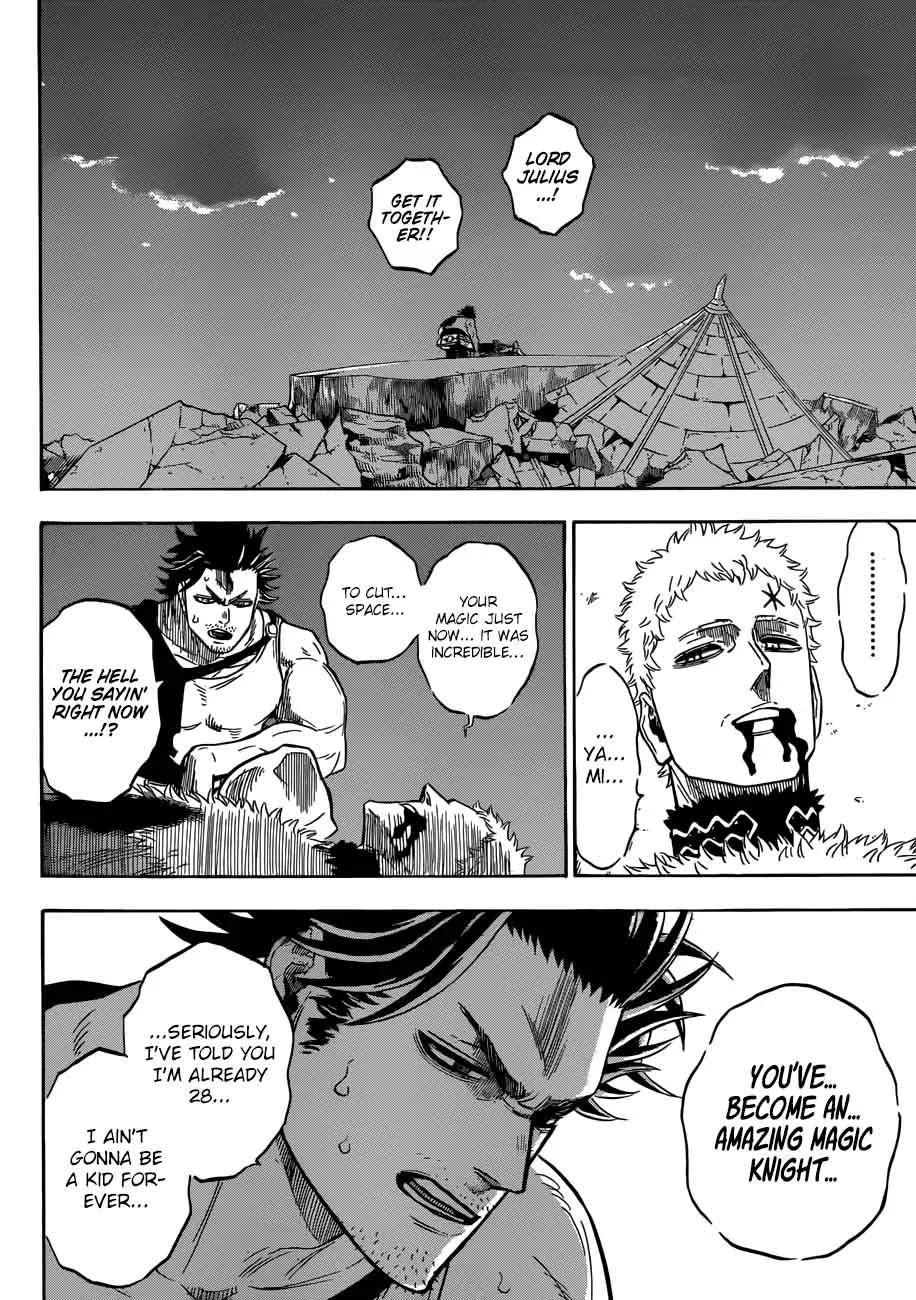 LORD
JULIUS
...!
GET IT
TOGETH-
ER!!
.........
...
YA...
MI...
YOUR
MAGIC JUST
NOW... IT WAS
INCREDIBLE...
TO CUT...
SPACE...
THE HELL
YOU SAYIN'
RIGHT NOW
...!?
YOU'VE...
BECOME AN...
AMAZING MAGIC
KNIGHT...
...SERIOUSLY,
I'VE TOLD YOU
I'M ALREADY
28...
I AIN'T
GONNA BE
A KID FOR-
EVER...